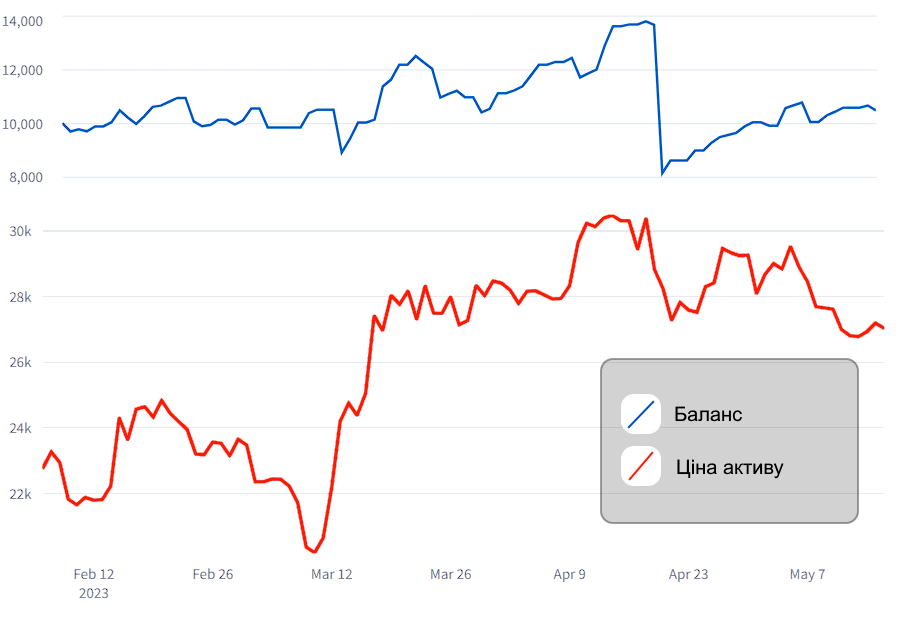 14,000
12,000
10,000
8,000
30k
28k
26k
24k
22k
Баланс
Ціна активу
Feb 12 Feb 26 Mar 12 Mar 26 Apr 9 Apr 23 May 7
2023